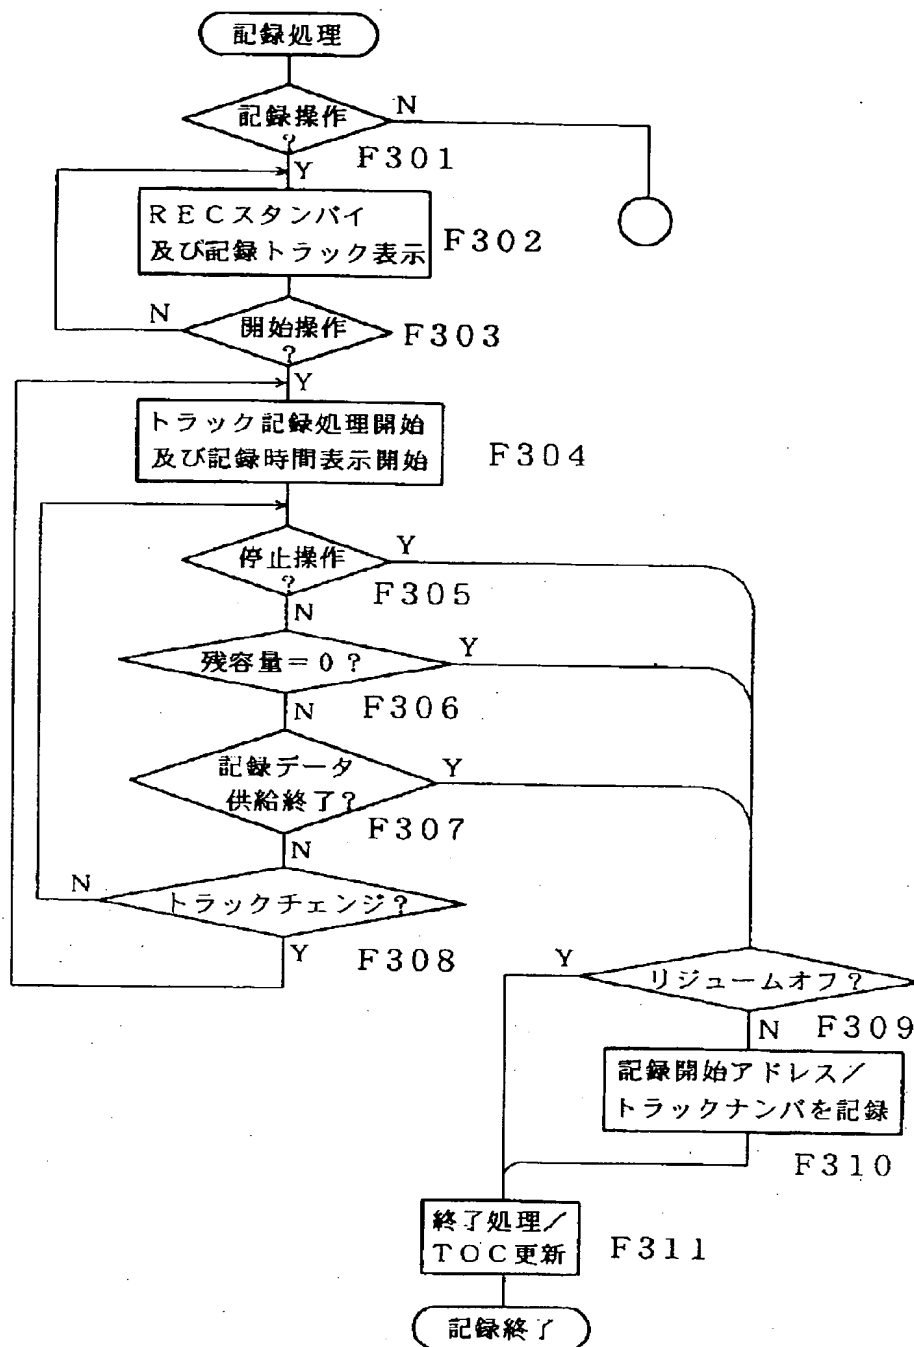 記録処理
記録操作
?
N
F301
Y
RECスタンバイ
及び記録トラック表示
F302
N
開始操作
?
F303
Y
トラック記録処理開始
及び記録時間表示開始
F304
停止操作
?
Y
F305
N
残容量=0?
Y
F306
N
記録データ
供給終了?
Y
F307
N
N
トラックチェンジ?
F308
Y
Y
リジュームオフ?
F309
N
記録開始アドレス/
トラックナンバを記録
F310
終了処理/
TOC更新
F311
記録終了